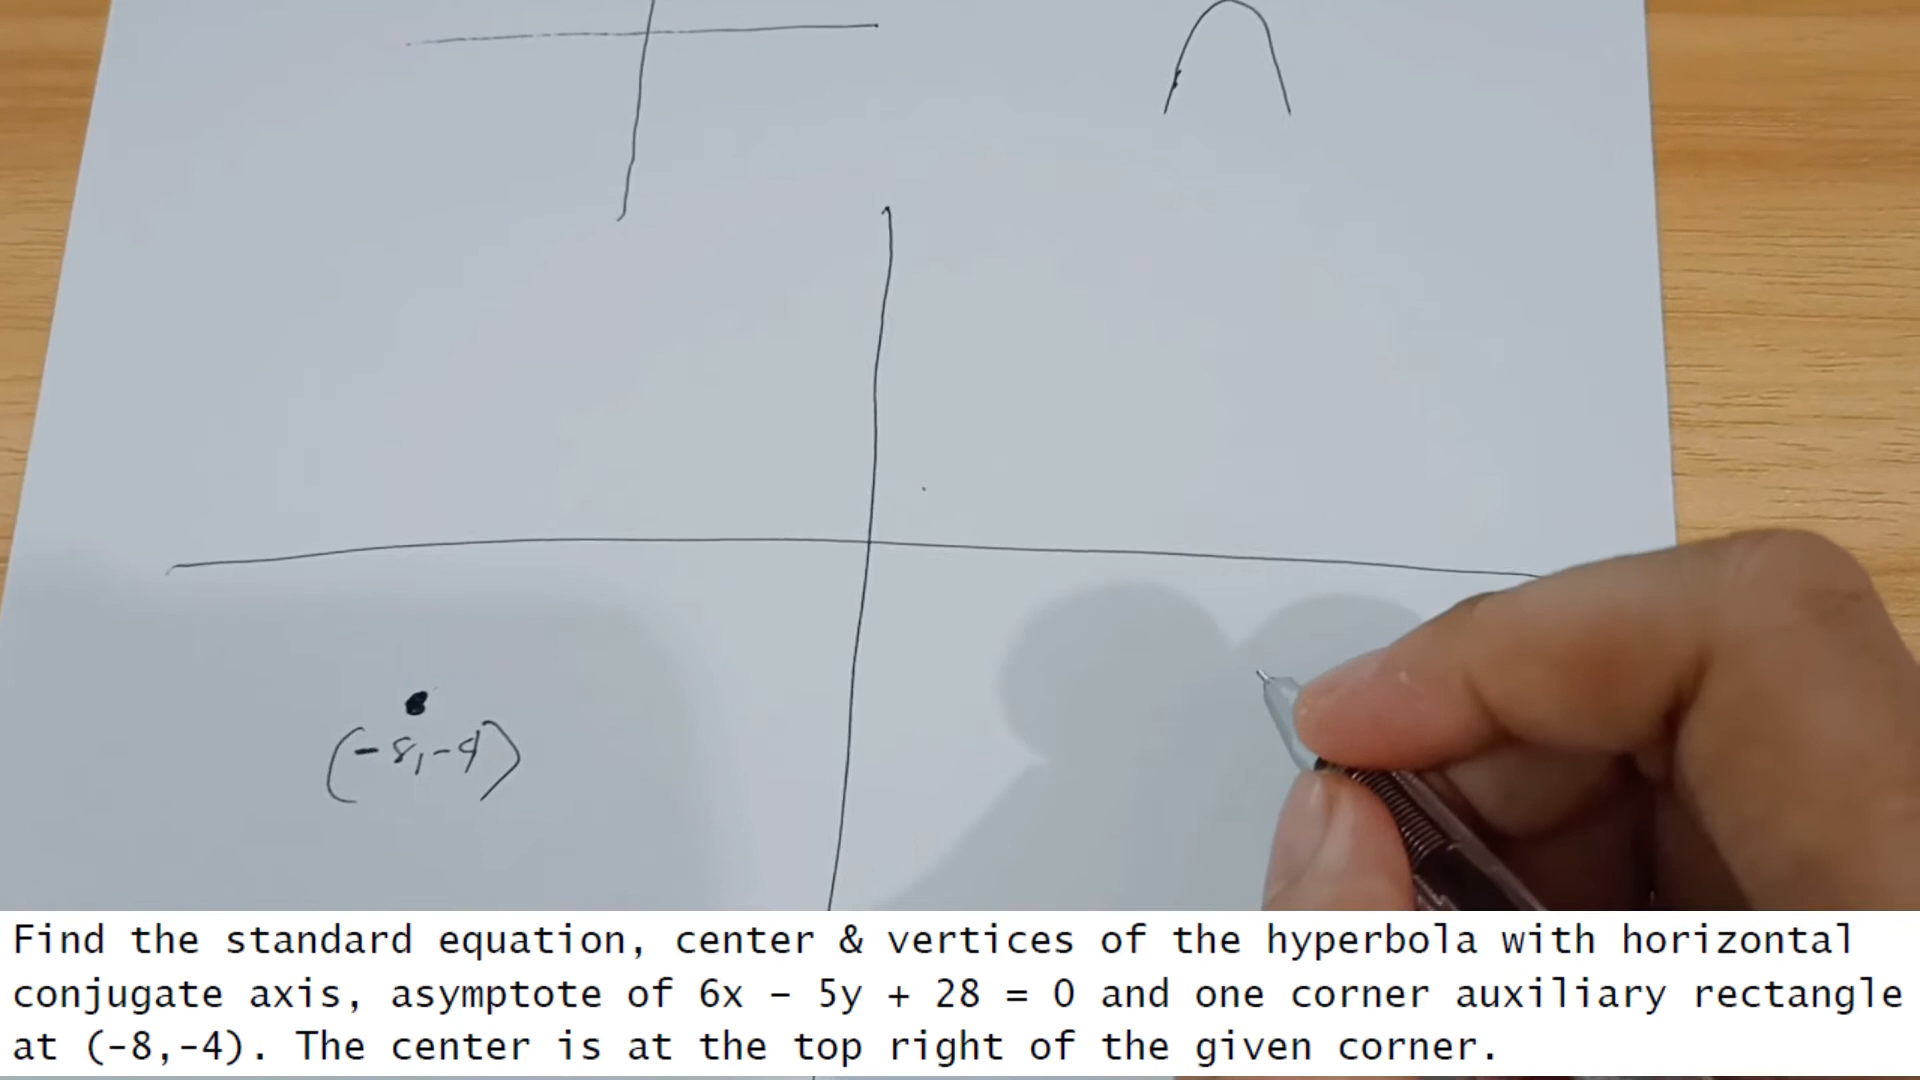 (-8,-4)
Find the standard equation, center & vertices of the hyperbola with horizontal
conjugate axis, asymptote of 6x - 5y + 28 = 0 and one corner auxiliary rectangle
at (-8,-4). The center is at the top right of the given corner.